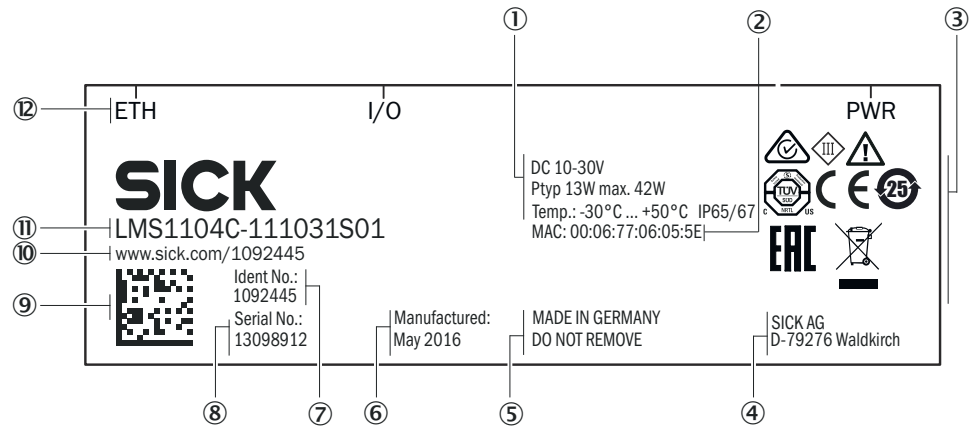 ① ② ③
⑫ ETH I/O PWR
SICK
DC 10-30V
Ptyp 13W max. 42W
Temp.: -30°C ... +50°C IP65/67
MAC: 00:06:77:06:05:5E
III
TÜV
SÜD
C NRTL US
CE
25
EAC
⑪ LMS1104C-111031S01
⑩ www.sick.com/1092445
⑨
Ident No.:
1092445
Serial No.:
13098912
Manufactured:
May 2016
MADE IN GERMANY
DO NOT REMOVE
SICK AG
D-79276 Waldkirch
⑧ ⑦ ⑥ ⑤ ④